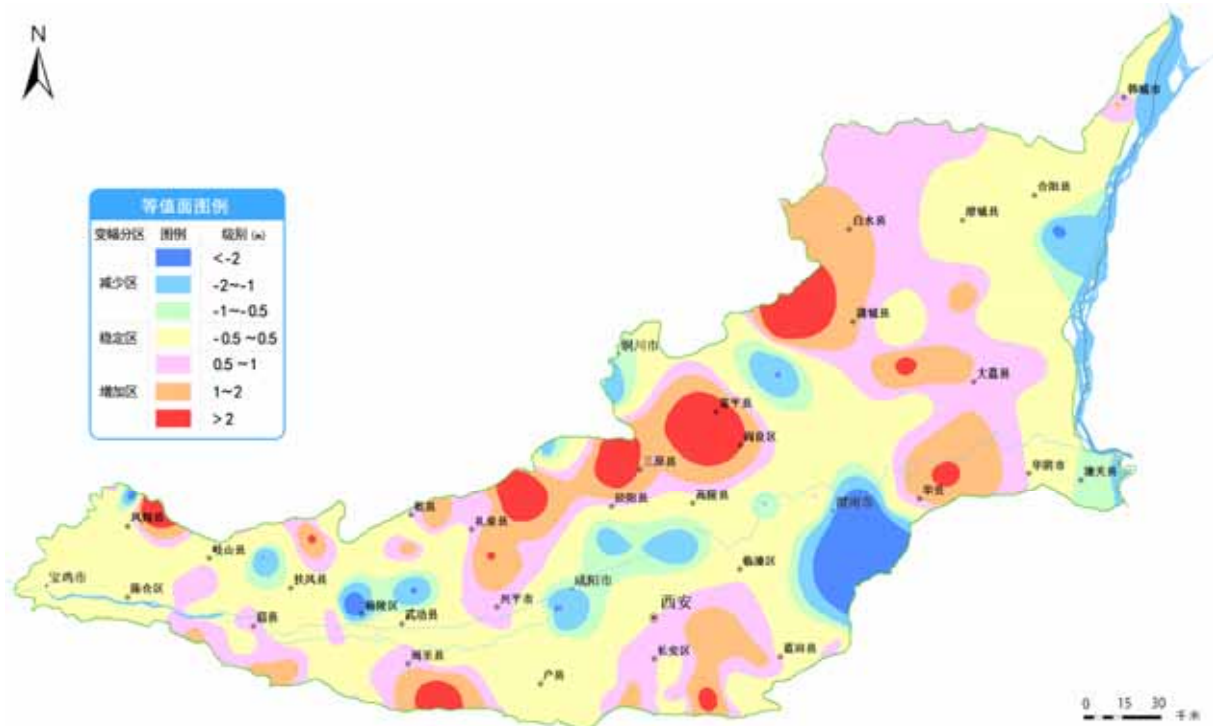 N
韩城市
合阳县
澄城县
白水县
等值面图例
变幅分区 图例 级别 (m)
<-2
减少区 -2~-1
-1~-0.5
稳定区 -0.5~0.5
0.5~1
增加区 1~2
>2
蒲城县
铜川市
大荔县
富平县
阎良区
三原县
华阴市
潼关县
泾阳县
高陵县
渭南市
华县
乾县
礼泉县
凤翔县
岐山县
临潼区
宝鸡市
陈仓区
扶风县
咸阳市
杨陵区
武功县
兴平市
西安
眉县
周至县
长安区
蓝田县
户县
0 15 30
千米